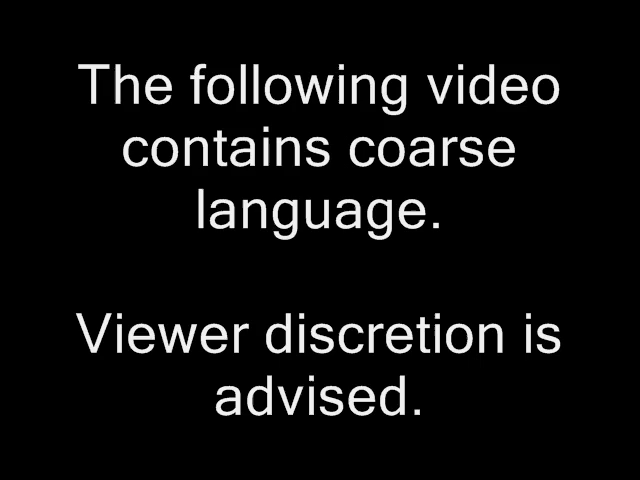 The following video
contains coarse
language.
Viewer discretion is
advised.